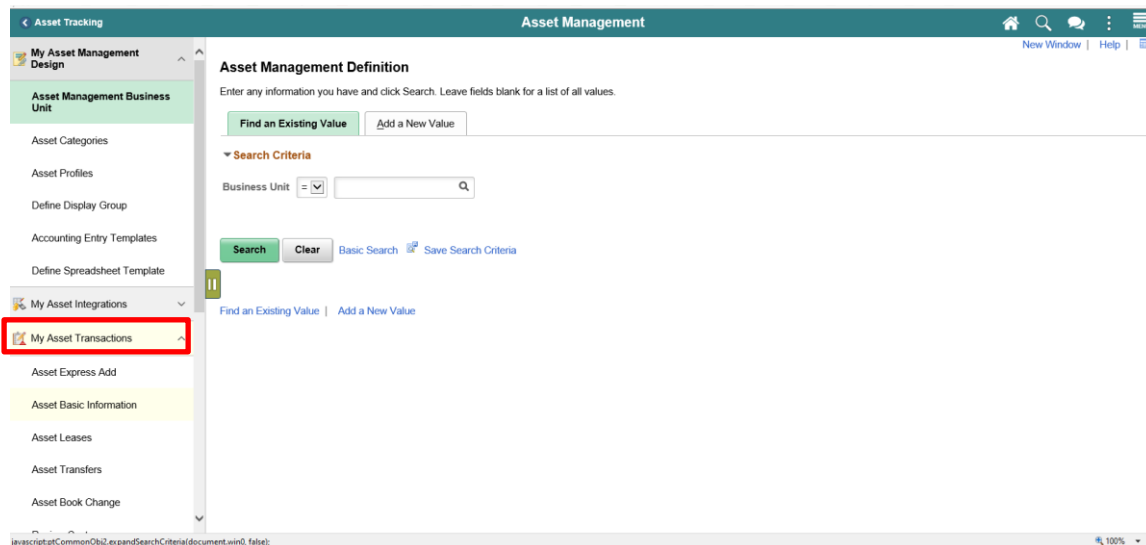 Asset Tracking
Asset Management
MENU
New Window | Help |
My Asset Management
Design
Asset Management Business
Unit
Asset Categories
Asset Profiles
Define Display Group
Accounting Entry Templates
Define Spreadsheet Template
My Asset Integrations
My Asset Transactions
Asset Express Add
Asset Basic Information
Asset Leases
Asset Transfers
Asset Book Change
Asset Management Definition
Enter any information you have and click Search. Leave fields blank for a list of all values.
Find an Existing Value
Add a New Value
Search Criteria
Business Unit =
Search Clear Basic Search Save Search Criteria
Find an Existing Value | Add a New Value
javascript:ptCommonObj2.expandSearchCriteria(document.win0, false);
100%